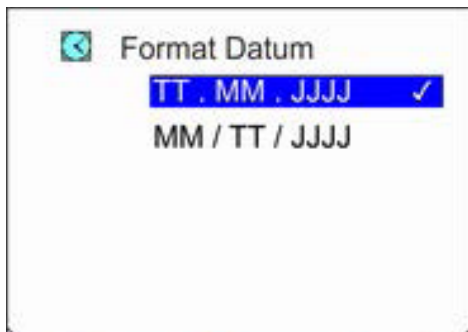 Format Datum
TT . MM . JJJJ ✓
MM / TT / JJJJ